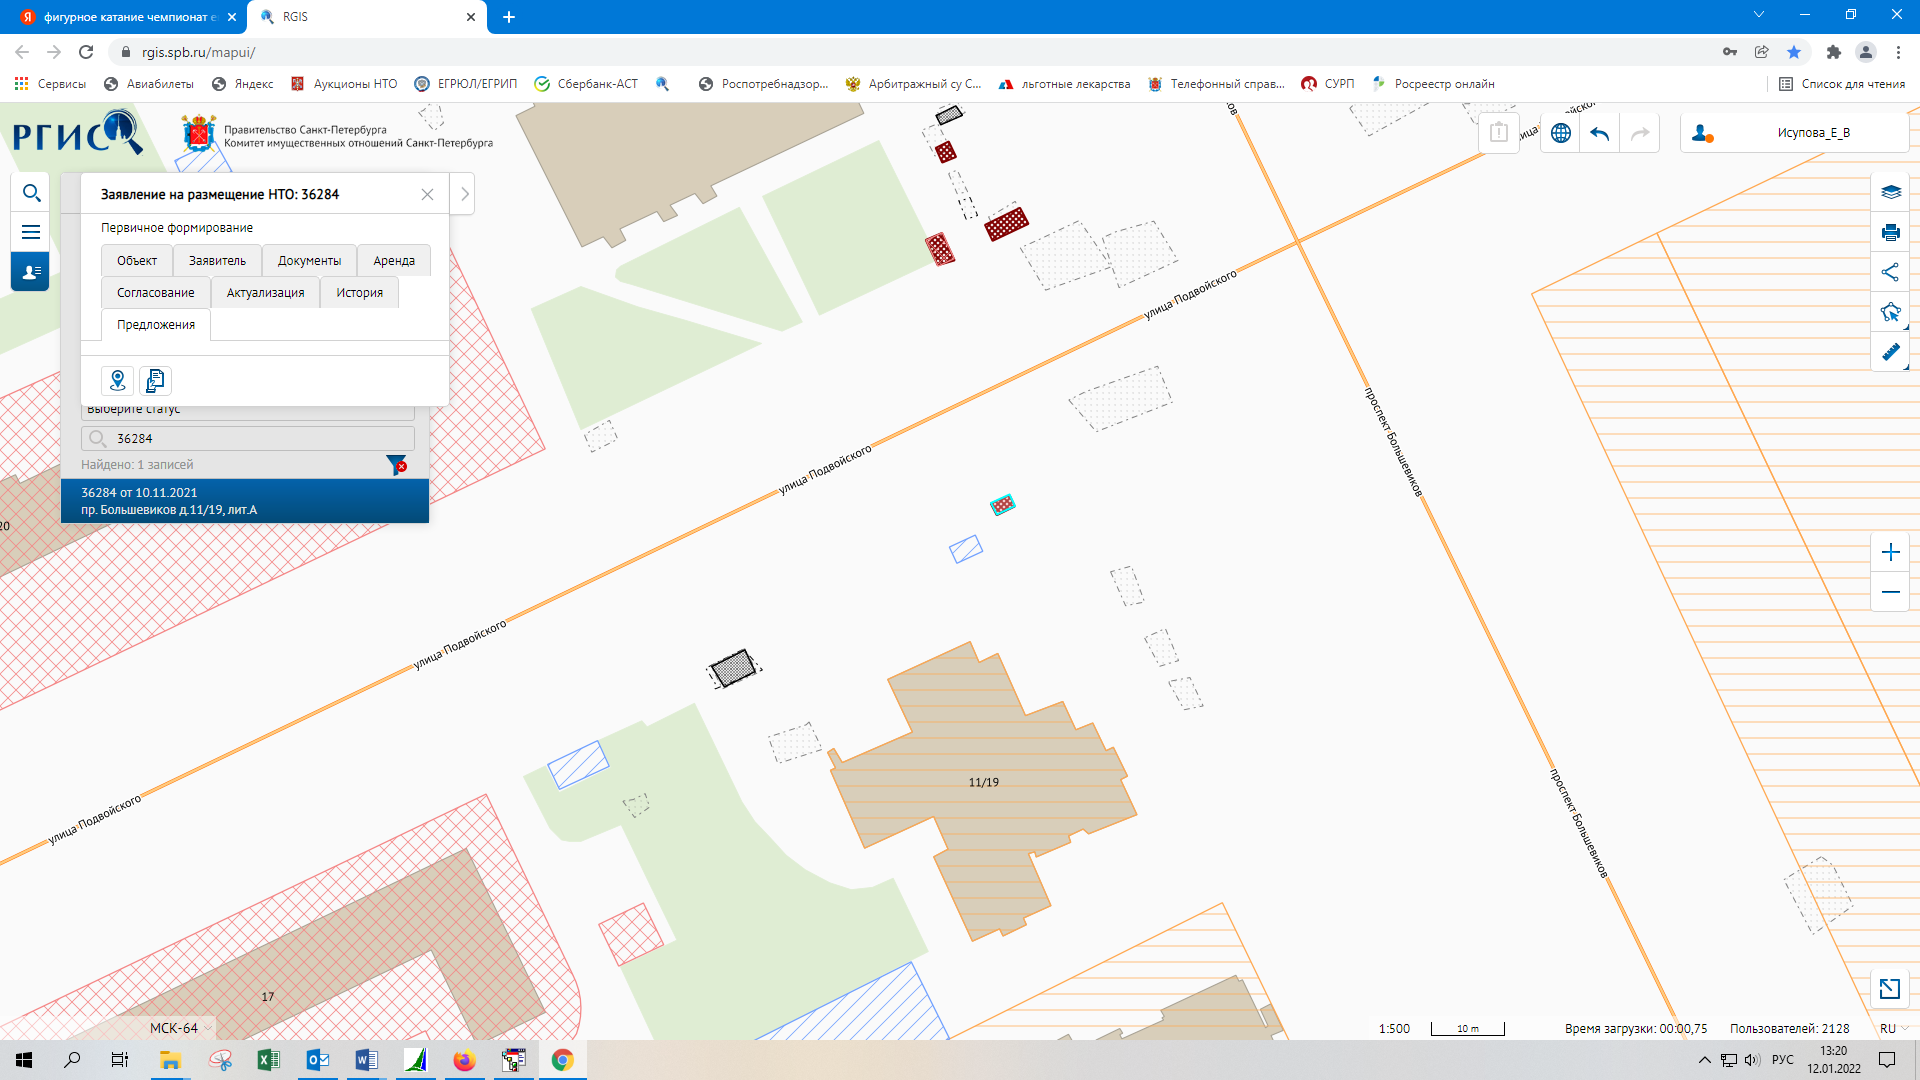 фигурное катание чемпионат е
RGIS
rgis.spb.ru/mapui/
Сервисы
Авиабилеты
Яндекс
Аукционы НТО
ЕГРЮЛ/ЕГРИП
Сбербанк-АСТ
Роспотребнадзор...
Арбитражный су С...
льготные лекарства
Телефонный справ...
СУРП
Росреестр онлайн
Список для чтения
РГИС
Правительство Санкт-Петербурга
Комитет имущественных отношений Санкт-Петербурга
Исупова_Е_В
Заявление на размещение НТО: 36284
Первичное формирование
Объект
Заявитель
Документы
Аренда
Согласование
Актуализация
История
Предложения
Выберите статус
36284
Найдено: 1 записей
36284 от 10.11.2021
пр. Большевиков д.11/19, лит.А
20
улица Подвойского
улица Подвойского
улица Подвойского
улица Подвойского
проспект Большевиков
проспект Большевиков
11/19
17
МСК-64
1:500
10 m
Время загрузки: 00:00,75
Пользователей: 2128
RU
РУС
13:20
12.01.2022